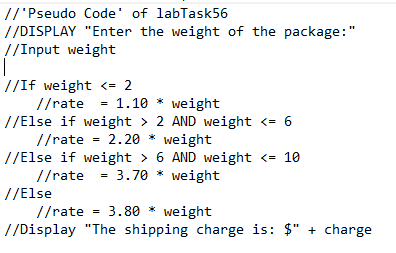 //'Pseudo Code' of labTask56
//DISPLAY "Enter the weight of the package:"
//Input weight
//If weight <= 2
    //rate  = 1.10 * weight
//Else if weight > 2 AND weight <= 6
    //rate = 2.20 * weight
//Else if weight > 6 AND weight <= 10
    //rate  = 3.70 * weight
//Else
    //rate = 3.80 * weight
//Display "The shipping charge is: $" + charge